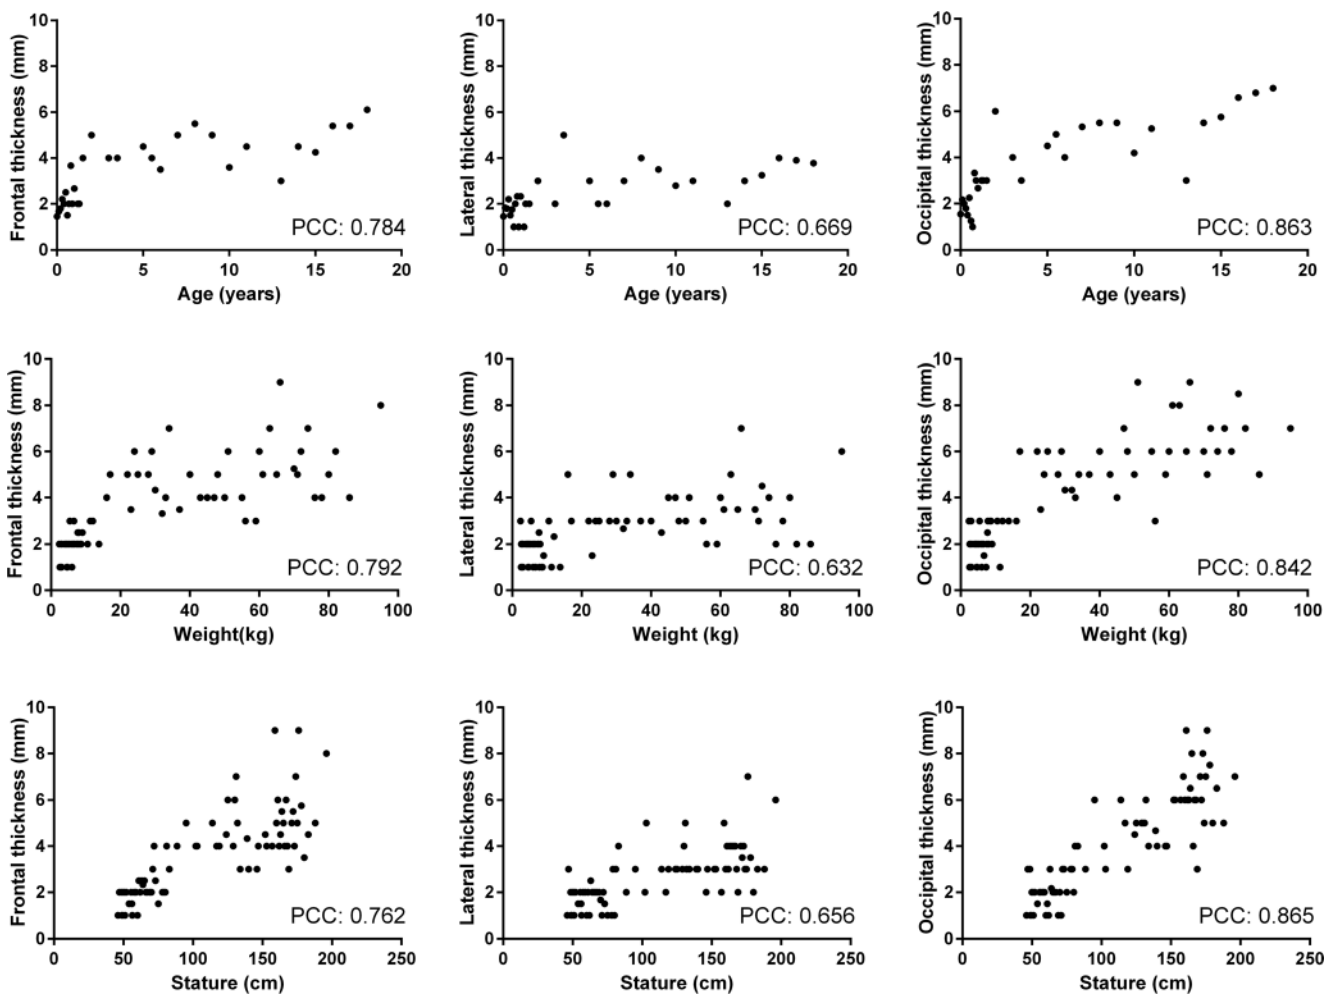 Frontal thickness (mm)
10
8
6
4
2
0
PCC: 0.784
0 5 10 15 20
Age (years)
Lateral thickness (mm)
10
8
6
4
2
0
PCC: 0.669
0 5 10 15 20
Age (years)
Occipital thickness (mm)
10
8
6
4
2
0
PCC: 0.863
0 5 10 15 20
Age (years)
Frontal thickness (mm)
10
8
6
4
2
0
PCC: 0.792
0 20 40 60 80 100
Weight(kg)
Lateral thickness (mm)
10
8
6
4
2
0
PCC: 0.632
0 20 40 60 80 100
Weight (kg)
Occipital thickness (mm)
10
8
6
4
2
0
PCC: 0.842
0 20 40 60 80 100
Weight (kg)
Frontal thickness (mm)
10
8
6
4
2
0
PCC: 0.762
0 50 100 150 200 250
Stature (cm)
Lateral thickness (mm)
10
8
6
4
2
0
PCC: 0.656
0 50 100 150 200 250
Stature (cm)
Occipital thickness (mm)
10
8
6
4
2
0
PCC: 0.865
0 50 100 150 200 250
Stature (cm)